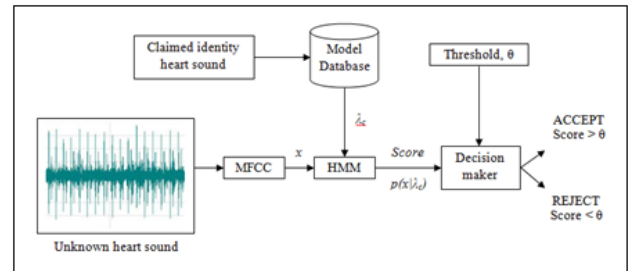 Claimed identity
heart sound
Model
Database
Threshold, θ
λc
ACCEPT
Score > θ
x
Score
MFCC
HMM
p(x|λc)
Decision
maker
REJECT
Score < θ
Unknown heart sound